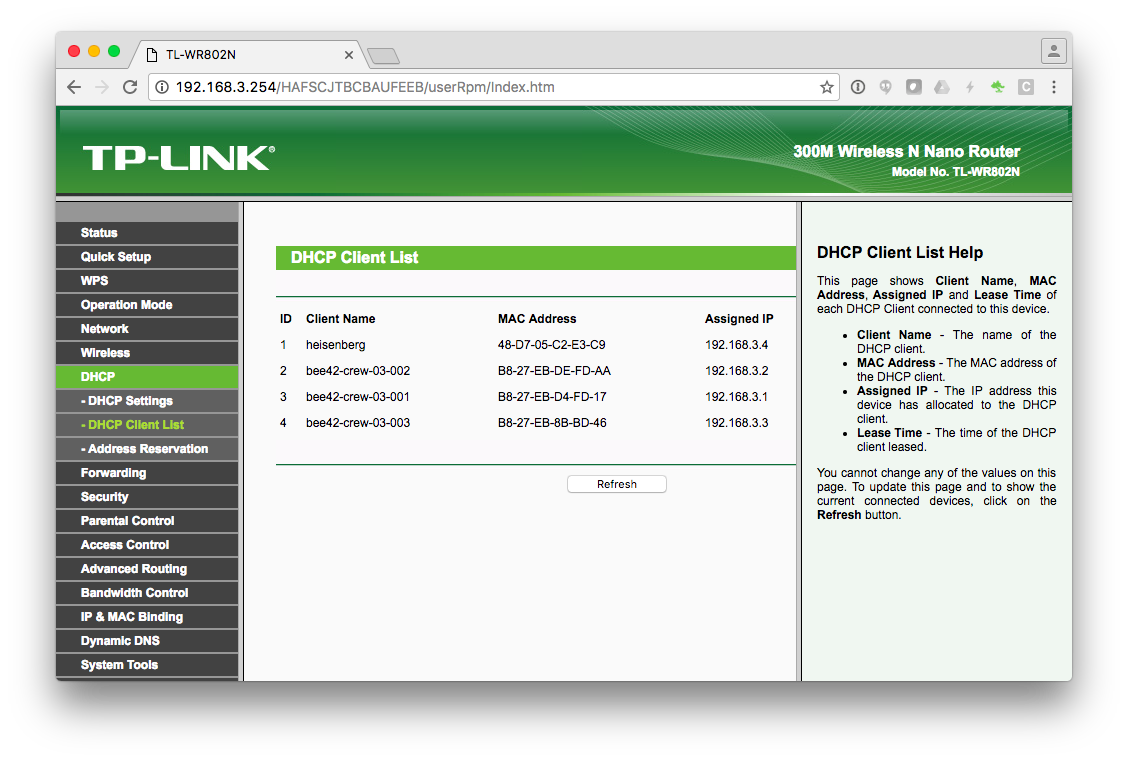 TL-WR802N
192.168.3.254/HAFSCJTBCBAUFEEB/userRpm/Index.htm
TP-LINK®
300M Wireless N Nano Router
Model No. TL-WR802N
Status
Quick Setup
WPS
Operation Mode
Network
Wireless
DHCP
- DHCP Settings
- DHCP Client List
- Address Reservation
Forwarding
Security
Parental Control
Access Control
Advanced Routing
Bandwidth Control
IP & MAC Binding
Dynamic DNS
System Tools
DHCP Client List
ID Client Name MAC Address Assigned IP
1 heisenberg 48-D7-05-C2-E3-C9 192.168.3.4
2 bee42-crew-03-002 B8-27-EB-DE-FD-AA 192.168.3.2
3 bee42-crew-03-001 B8-27-EB-D4-FD-17 192.168.3.1
4 bee42-crew-03-003 B8-27-EB-8B-BD-46 192.168.3.3
Refresh
DHCP Client List Help
This page shows Client Name, MAC
Address, Assigned IP and Lease Time of
each DHCP Client connected to this device.
• Client Name - The name of the
DHCP client.
• MAC Address - The MAC address of
the DHCP client.
• Assigned IP - The IP address this
device has allocated to the DHCP
client.
• Lease Time - The time of the DHCP
client leased.
You cannot change any of the values on this
page. To update this page and to show the
current connected devices, click on the
Refresh button.